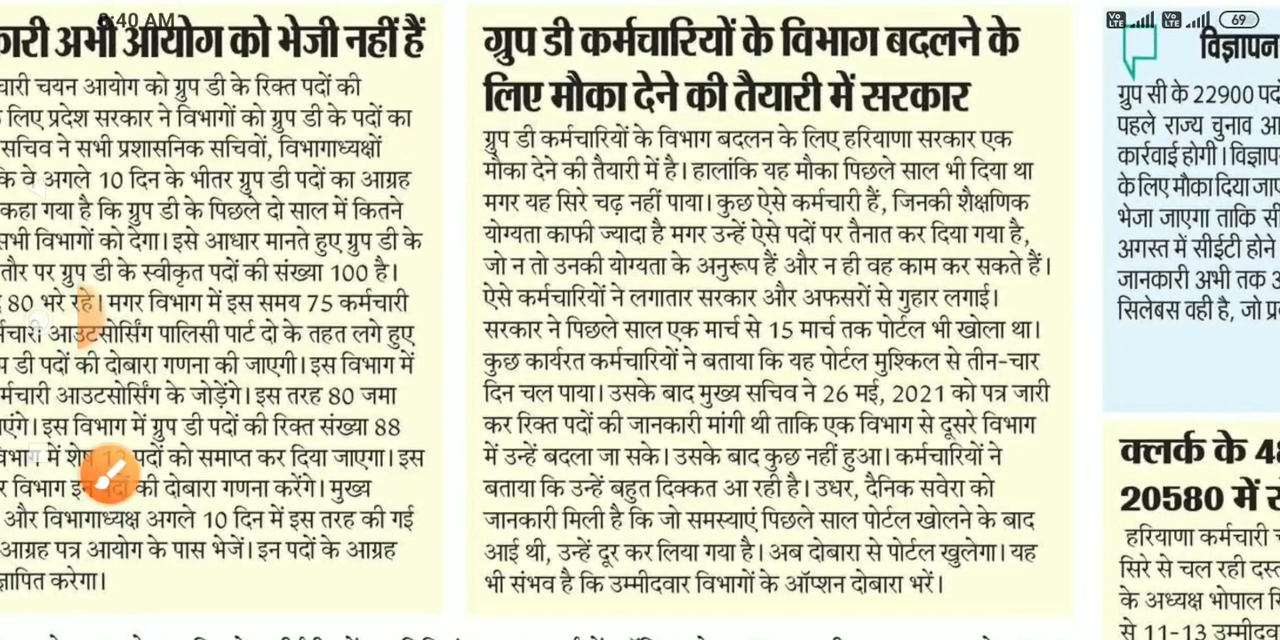 9:40 AM
69
कारी अभी आयोग को भेजी नहीं हैं
चारी चयन आयोग को ग्रुप डी के रिक्त पदों की
लिए प्रदेश सरकार ने विभागों को ग्रुप डी के पदों का
सचिव ने सभी प्रशासनिक सचिवों, विभागाध्यक्षों
कि वे अगले 10 दिन के भीतर ग्रुप डी पदों का आग्रह
कहा गया है कि ग्रुप डी के पिछले दो साल में कितने
सभी विभागों को देगा। इसे आधार मानते हुए ग्रुप डी के
तौर पर ग्रुप डी के स्वीकृत पदों की संख्या 100 है।
80 भरे रहे। मगर विभाग में इस समय 75 कर्मचारी
र्मचारी आउटसोर्सिंग पालिसी पार्ट दो के तहत लगे हुए
डी पदों की दोबारा गणना की जाएगी। इस विभाग में
र्मचारी आउटसोर्सिंग के जोड़ेंगे। इस तरह 80 जमा
एंगे। इस विभाग में ग्रुप डी पदों की रिक्त संख्या 88
में शेष 12 पदों को समाप्त कर दिया जाएगा। इस
विभाग इन पदों की दोबारा गणना करेंगे। मुख्य
और विभागाध्यक्ष अगले 10 दिन में इस तरह की गई
आग्रह पत्र आयोग के पास भेजें। इन पदों के आग्रह
ज्ञापित करेगा।
ग्रुप डी कर्मचारियों के विभाग बदलने के
लिए मौका देने की तैयारी में सरकार
ग्रुप डी कर्मचारियों के विभाग बदलन के लिए हरियाणा सरकार एक
मौका देने की तैयारी में है। हालांकि यह मौका पिछले साल भी दिया था
मगर यह सिरे चढ़ नहीं पाया। कुछ ऐसे कर्मचारी हैं, जिनकी शैक्षणिक
योग्यता काफी ज्यादा है मगर उन्हें ऐसे पदों पर तैनात कर दिया गया है,
जो न तो उनकी योग्यता के अनुरूप हैं और न ही वह काम कर सकते हैं।
ऐसे कर्मचारियों ने लगातार सरकार और अफसरों से गुहार लगाई।
सरकार ने पिछले साल एक मार्च से 15 मार्च तक पोर्टल भी खोला था।
कुछ कार्यरत कर्मचारियों ने बताया कि यह पोर्टल मुश्किल से तीन-चार
दिन चल पाया। उसके बाद मुख्य सचिव ने 26 मई, 2021 को पत्र जारी
कर रिक्त पदों की जानकारी मांगी थी ताकि एक विभाग से दूसरे विभाग
में उन्हें बदला जा सके। उसके बाद कुछ नहीं हुआ। कर्मचारियों ने
बताया कि उन्हें बहुत दिक्कत आ रही है। उधर, दैनिक सवेरा को
जानकारी मिली है कि जो समस्याएं पिछले साल पोर्टल खोलने के बाद
आई थी, उन्हें दूर कर लिया गया है। अब दोबारा से पोर्टल खुलेगा। यह
भी संभव है कि उम्मीदवार विभागों के ऑप्शन दोबारा भरें।
विज्ञापन
ग्रुप सी के 22900 पदों
पहले राज्य चुनाव
कार्रवाई होगी। विज्ञाप
के लिए मौका दिया जाए
भेजा जाएगा ताकि
अगस्त में सीईटी होने
जानकारी अभी तक
सिलेबस वही है, जो
क्लर्क के
20580 में
हरियाणा कर्मचारी
सिरे से चल रही
के अध्यक्ष भोपाल
से 11-13 उम्मीदव